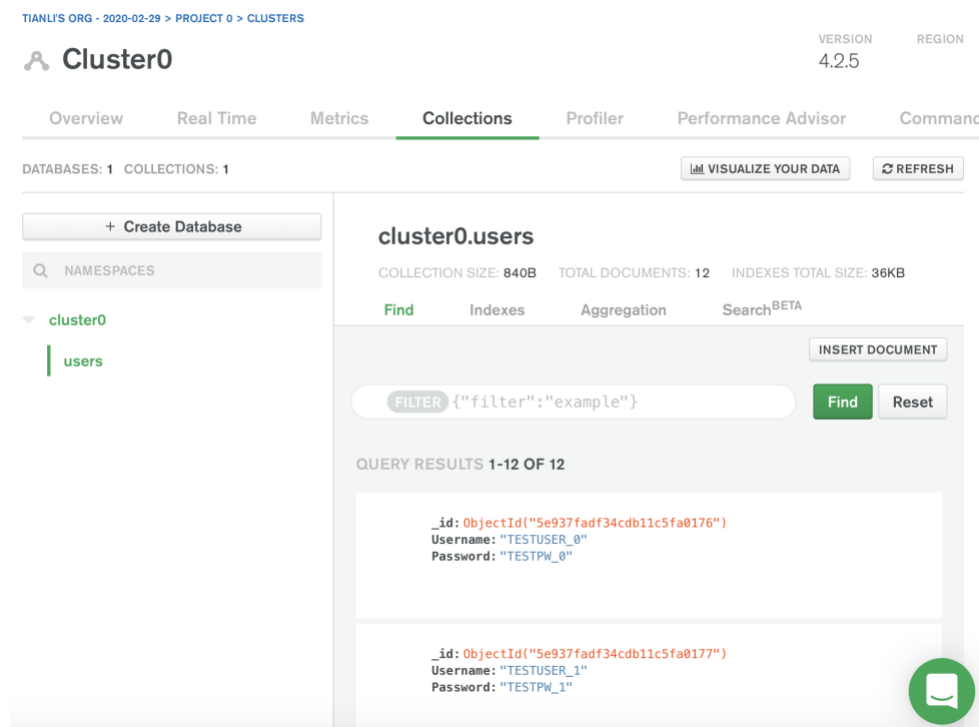 TIANLI'S ORG - 2020-02-29 > PROJECT 0 > CLUSTERS
Cluster0
VERSION
4.2.5
REGION
Overview Real Time Metrics Collections Profiler Performance Advisor Command
DATABASES: 1 COLLECTIONS: 1
VISUALIZE YOUR DATA
REFRESH
+ Create Database
NAMESPACES
cluster0
users
cluster0.users
COLLECTION SIZE: 840B TOTAL DOCUMENTS: 12 INDEXES TOTAL SIZE: 36KB
Find Indexes Aggregation Search BETA
INSERT DOCUMENT
FILTER {"filter":"example"}
Find Reset
QUERY RESULTS 1-12 OF 12
_id: ObjectId("5e937fadf34cdb11c5fa0176")
Username: "TESTUSER_0"
Password: "TESTPW_0"
_id: ObjectId("5e937fadf34cdb11c5fa0177")
Username: "TESTUSER_1"
Password: "TESTPW_1"